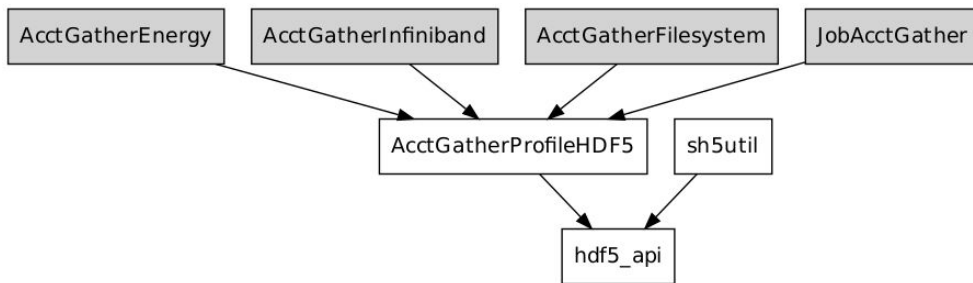 AcctGatherEnergy
AcctGatherInfiniband
AcctGatherFilesystem
JobAcctGather
AcctGatherProfileHDF5
sh5util
hdf5_api